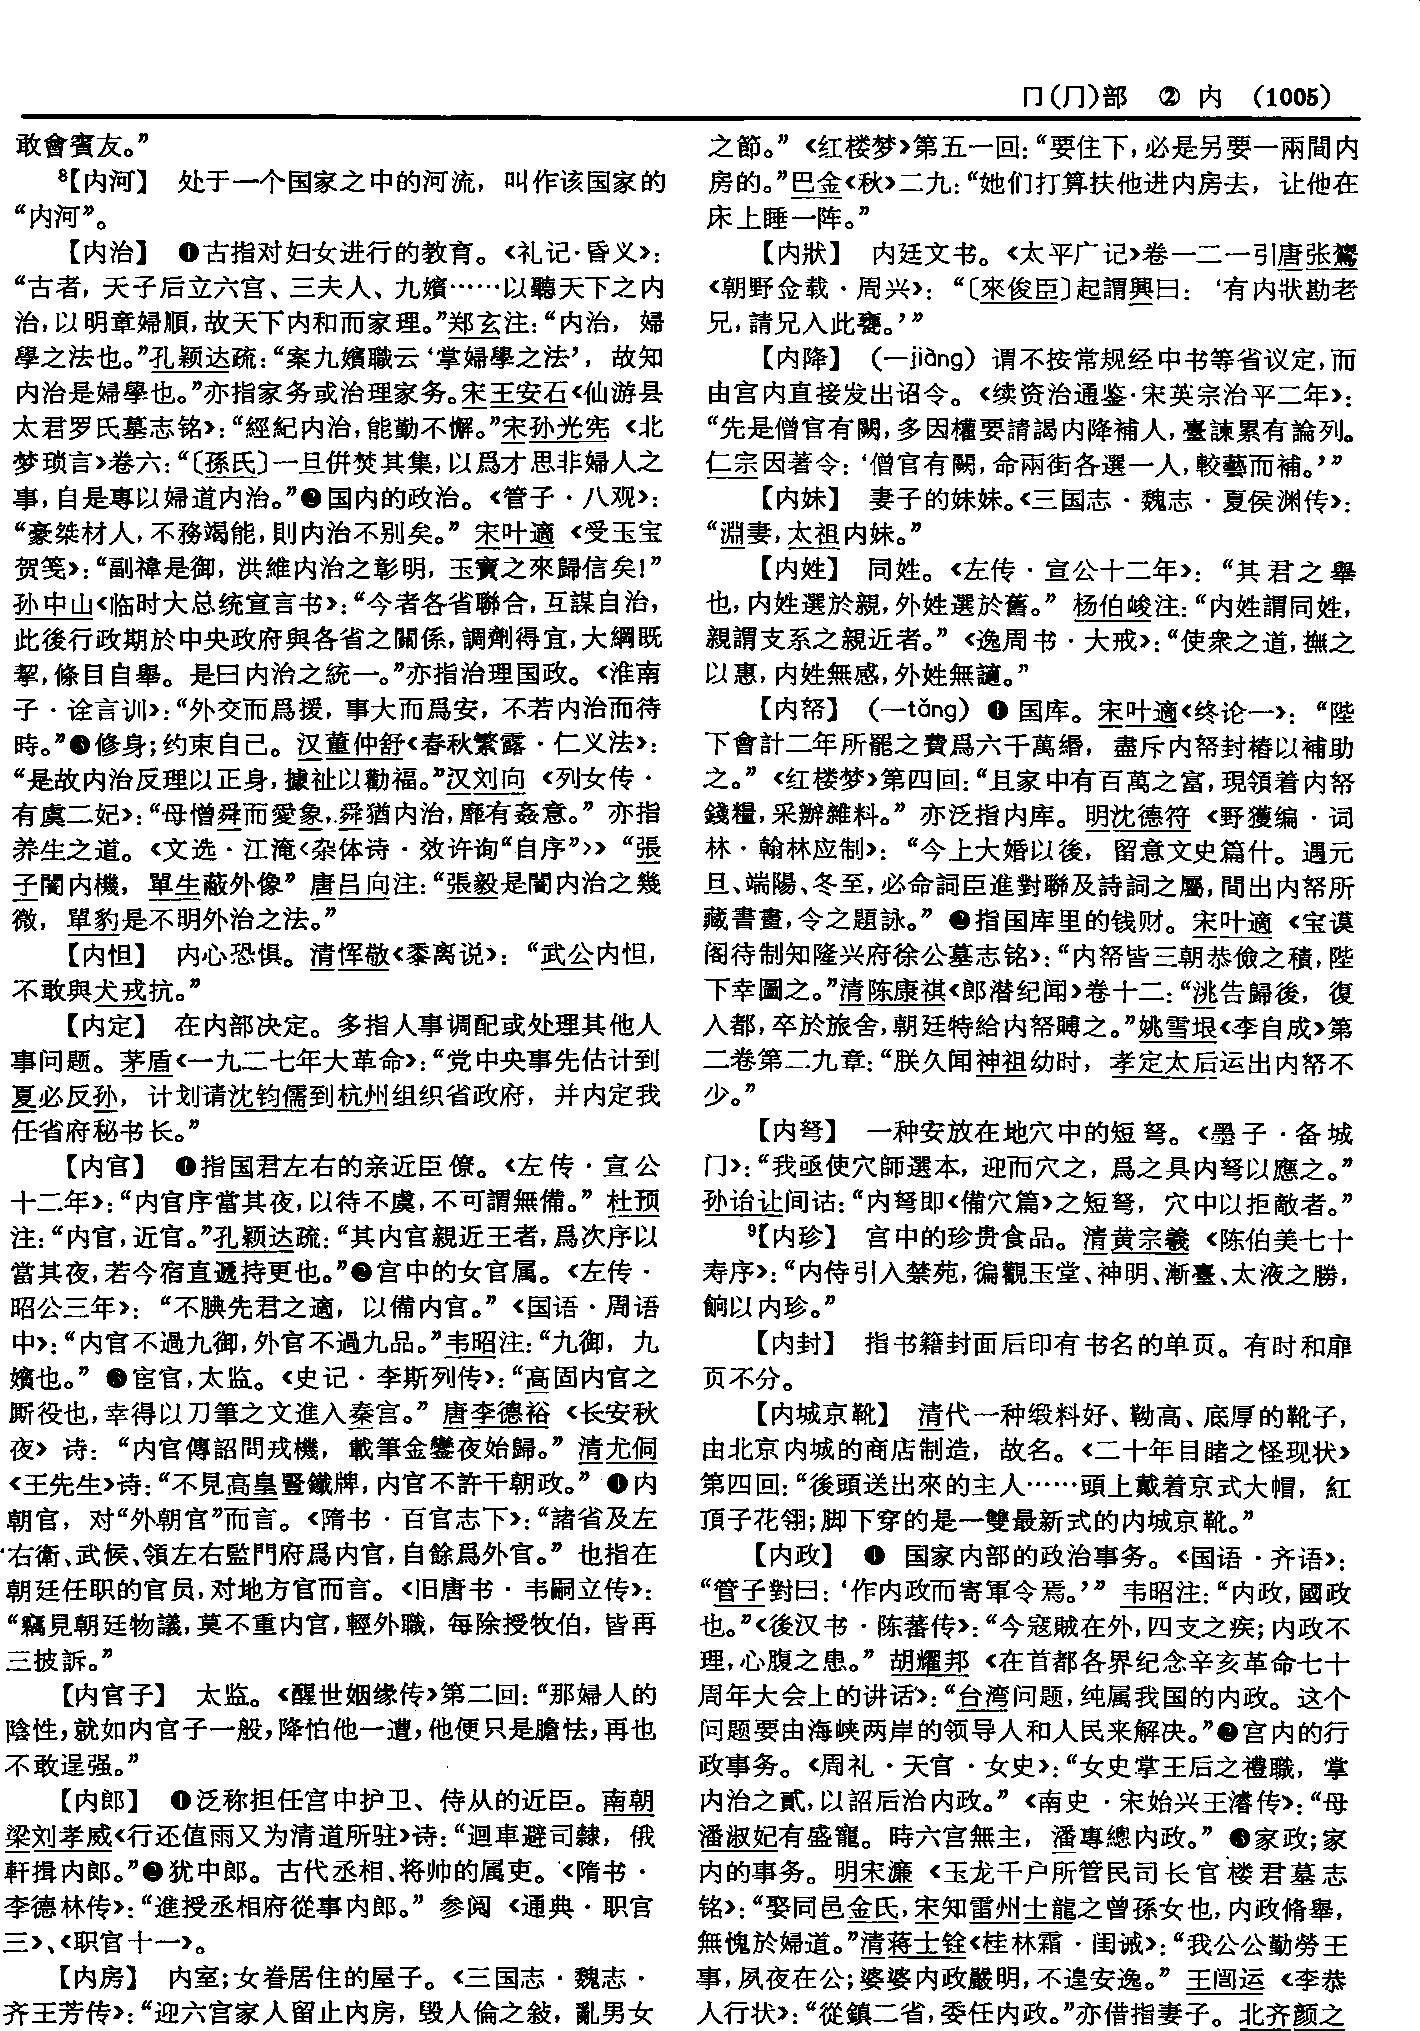 冂(⺆)部 ② 内 (1005)
敢會賓友。”
⁸【内河】 处于一个国家之中的河流，叫作该国家的
“内河”。
【内治】 ❶古指对妇女进行的教育。《礼记·昏义》：
“古者，天子后立六宫、三夫人、九嬪……以聽天下之内
治，以明章婦順，故天下内和而家理。”郑玄注：“内治，婦
學之法也。”孔颖达疏：“案九嬪職云‘掌婦學之法’，故知
内治是婦學也。”亦指家务或治理家务。宋王安石《仙游县
太君罗氏墓志铭》：“經紀内治，能勤不懈。”宋孙光宪《北
梦琐言》卷六：“〔孫氏〕一旦併焚其集，以爲才思非婦人之
事，自是專以婦道内治。”❷国内的政治。《管子·八观》：
“豪桀材人，不務竭能，則内治不别矣。”宋叶適《受玉宝
贺笺》：“副禕是御，洪維内治之彰明，玉寶之來歸信矣！”
孙中山《临时大总统宣言书》：“今者各省聯合，互謀自治，
此後行政期於中央政府與各省之關係，調劑得宜，大綱既
挈，條目自舉。是曰内治之統一。”亦指治理国政。《淮南
子·诠言训》：“外交而爲援，事大而爲安，不若内治而待
時。”❸修身；约束自己。汉董仲舒《春秋繁露·仁义法》：
“是故内治反理以正身，據祉以勸福。”汉刘向《列女传·
有虞二妃》：“母憎舜而愛象，舜猶内治，靡有姦意。”亦指
养生之道。《文选·江淹〈杂体诗·效许询“自序”〉》“張
子闇内機，單生蔽外像”唐吕向注：“張毅是闇内治之幾
微，單豹是不明外治之法。”
【内怛】 内心恐惧。清恽敬《黍离说》：“武公内怛，
不敢與犬戎抗。”
【内定】 在内部决定。多指人事调配或处理其他人
事问题。茅盾《一九二七年大革命》：“党中央事先估计到
夏必反孙，计划请沈钧儒到杭州组织省政府，并内定我
任省府秘书长。”
【内官】 ❶指国君左右的亲近臣僚。《左传·宣公
十二年》：“内官序當其夜，以待不虞，不可謂無備。”杜预
注：“内官，近官。”孔颖达疏：“其内官親近王者，爲次序以
當其夜，若今宿直遞持更也。”❷宫中的女官属。《左传·
昭公三年》：“不腆先君之適，以備内官。”《国语·周语
中》：“内官不過九御，外官不過九品。”韦昭注：“九御，九
嬪也。”❸宦官，太监。《史记·李斯列传》：“高固内官之
厮役也，幸得以刀筆之文進入秦宫。”唐李德裕《长安秋
夜》诗：“内官傳詔問戎機，載筆金鑾夜始歸。”清尤侗
《王先生》诗：“不見高皇豎鐵牌，内官不許干朝政。”❹内
朝官，对“外朝官”而言。《隋书·百官志下》：“諸省及左
右衛、武候、領左右監門府爲内官，自餘爲外官。”也指在
朝廷任职的官员，对地方官而言。《旧唐书·韦嗣立传》：
“竊見朝廷物議，莫不重内官，輕外職，每除授牧伯，皆再
三披訴。”
【内官子】 太监。《醒世姻缘传》第二回：“那婦人的
陰性，就如内官子一般，降怕他一遭，他便只是膽怯，再也
不敢逞强。”
【内郎】 ❶泛称担任宫中护卫、侍从的近臣。南朝
梁刘孝威《行还值雨又为清道所驻》诗：“迴車避司隸，俄
軒揖内郎。”❷犹中郎。古代丞相、将帅的属吏。《隋书·
李德林传》：“進授丞相府從事内郎。”参阅《通典·职官
三》、《职官十一》。
【内房】 内室；女眷居住的屋子。《三国志·魏志·
齐王芳传》：“迎六宫家人留止内房，毁人倫之敍，亂男女
之節。”《红楼梦》第五一回：“要住下，必是另要一兩間内
房的。”巴金《秋》二九：“她们打算扶他进内房去，让他在
床上睡一阵。”
【内狀】 内廷文书。《太平广记》卷一二一引唐张鷟
《朝野佥载·周兴》：“〔來俊臣〕起謂興曰：‘有内狀勘老
兄，請兄入此甕。’”
【内降】 （—jiàng）谓不按常规经中书等省议定，而
由宫内直接发出诏令。《续资治通鉴·宋英宗治平二年》：
“先是僧官有闕，多因權要請謁内降補人，臺諫累有論列。
仁宗因著令：‘僧官有闕，命兩街各選一人，較藝而補。’”
【内妹】 妻子的妹妹。《三国志·魏志·夏侯渊传》：
“淵妻，太祖内妹。”
【内姓】 同姓。《左传·宣公十二年》：“其君之舉
也，内姓選於親，外姓選於舊。”杨伯峻注：“内姓謂同姓，
親謂支系之親近者。”《逸周书·大戒》：“使衆之道，撫之
以惠，内姓無感，外姓無讁。”
【内帑】 （—tǎng）❶国库。宋叶適《终论一》：“陛
下會計二年所罷之費爲六千萬緡，盡斥内帑封樁以補助
之。”《红楼梦》第四回：“且家中有百萬之富，現領着内帑
錢糧，采辦雜料。”亦泛指内库。明沈德符《野獲编·词
林·翰林应制》：“今上大婚以後，留意文史篇什。遇元
旦、端陽、冬至，必命詞臣進對聯及詩詞之屬，間出内帑所
藏書畫，令之題詠。”❷指国库里的钱财。宋叶適《宝谟
阁待制知隆兴府徐公墓志铭》：“内帑皆三朝恭儉之積，陛
下幸圖之。”清陈康祺《郎潜纪闻》卷十二：“洮告歸後，復
入都，卒於旅舍，朝廷特給内帑賻之。”姚雪垠《李自成》第
二卷第二九章：“朕久闻神祖幼时，孝定太后运出内帑不
少。”
【内弩】 一种安放在地穴中的短弩。《墨子·备城
门》：“我亟使穴師選本，迎而穴之，爲之具内弩以應之。”
孙诒让间诂：“内弩即《備穴篇》之短弩，穴中以拒敵者。”
⁹【内珍】 宫中的珍贵食品。清黄宗羲《陈伯美七十
寿序》：“内侍引入禁苑，徧觀玉堂、神明、漸臺、太液之勝，
餉以内珍。”
【内封】 指书籍封面后印有书名的单页。有时和扉
页不分。
【内城京靴】 清代一种缎料好、靿高、底厚的靴子，
由北京内城的商店制造，故名。《二十年目睹之怪现状》
第四回：“後頭送出來的主人……頭上戴着京式大帽，紅
頂子花翎；脚下穿的是一雙最新式的内城京靴。”
【内政】 ❶ 国家内部的政治事务。《国语·齐语》：
“管子對曰：‘作内政而寄軍令焉。’”韦昭注：“内政，國政
也。”《後汉书·陈蕃传》：“今寇賊在外，四支之疾；内政不
理，心腹之患。”胡耀邦《在首都各界纪念辛亥革命七十
周年大会上的讲话》：“台湾问题，纯属我国的内政。这个
问题要由海峡两岸的领导人和人民来解决。”❷宫内的行
政事务。《周礼·天官·女史》：“女史掌王后之禮職，掌
内治之貳，以詔后治内政。”《南史·宋始兴王濬传》：“母
潘淑妃有盛寵。時六宫無主，潘專總内政。”❸家政；家
内的事务。明宋濂《玉龙千户所管民司长官楼君墓志
铭》：“娶同邑金氏，宋知雷州士龍之曾孫女也，内政脩舉，
無愧於婦道。”清蒋士铨《桂林霜·闺诫》：“我公公勤勞王
事，夙夜在公；婆婆内政嚴明，不遑安逸。”王闿运《李恭
人行状》：“從鎮二省，委任内政。”亦借指妻子。北齐颜之